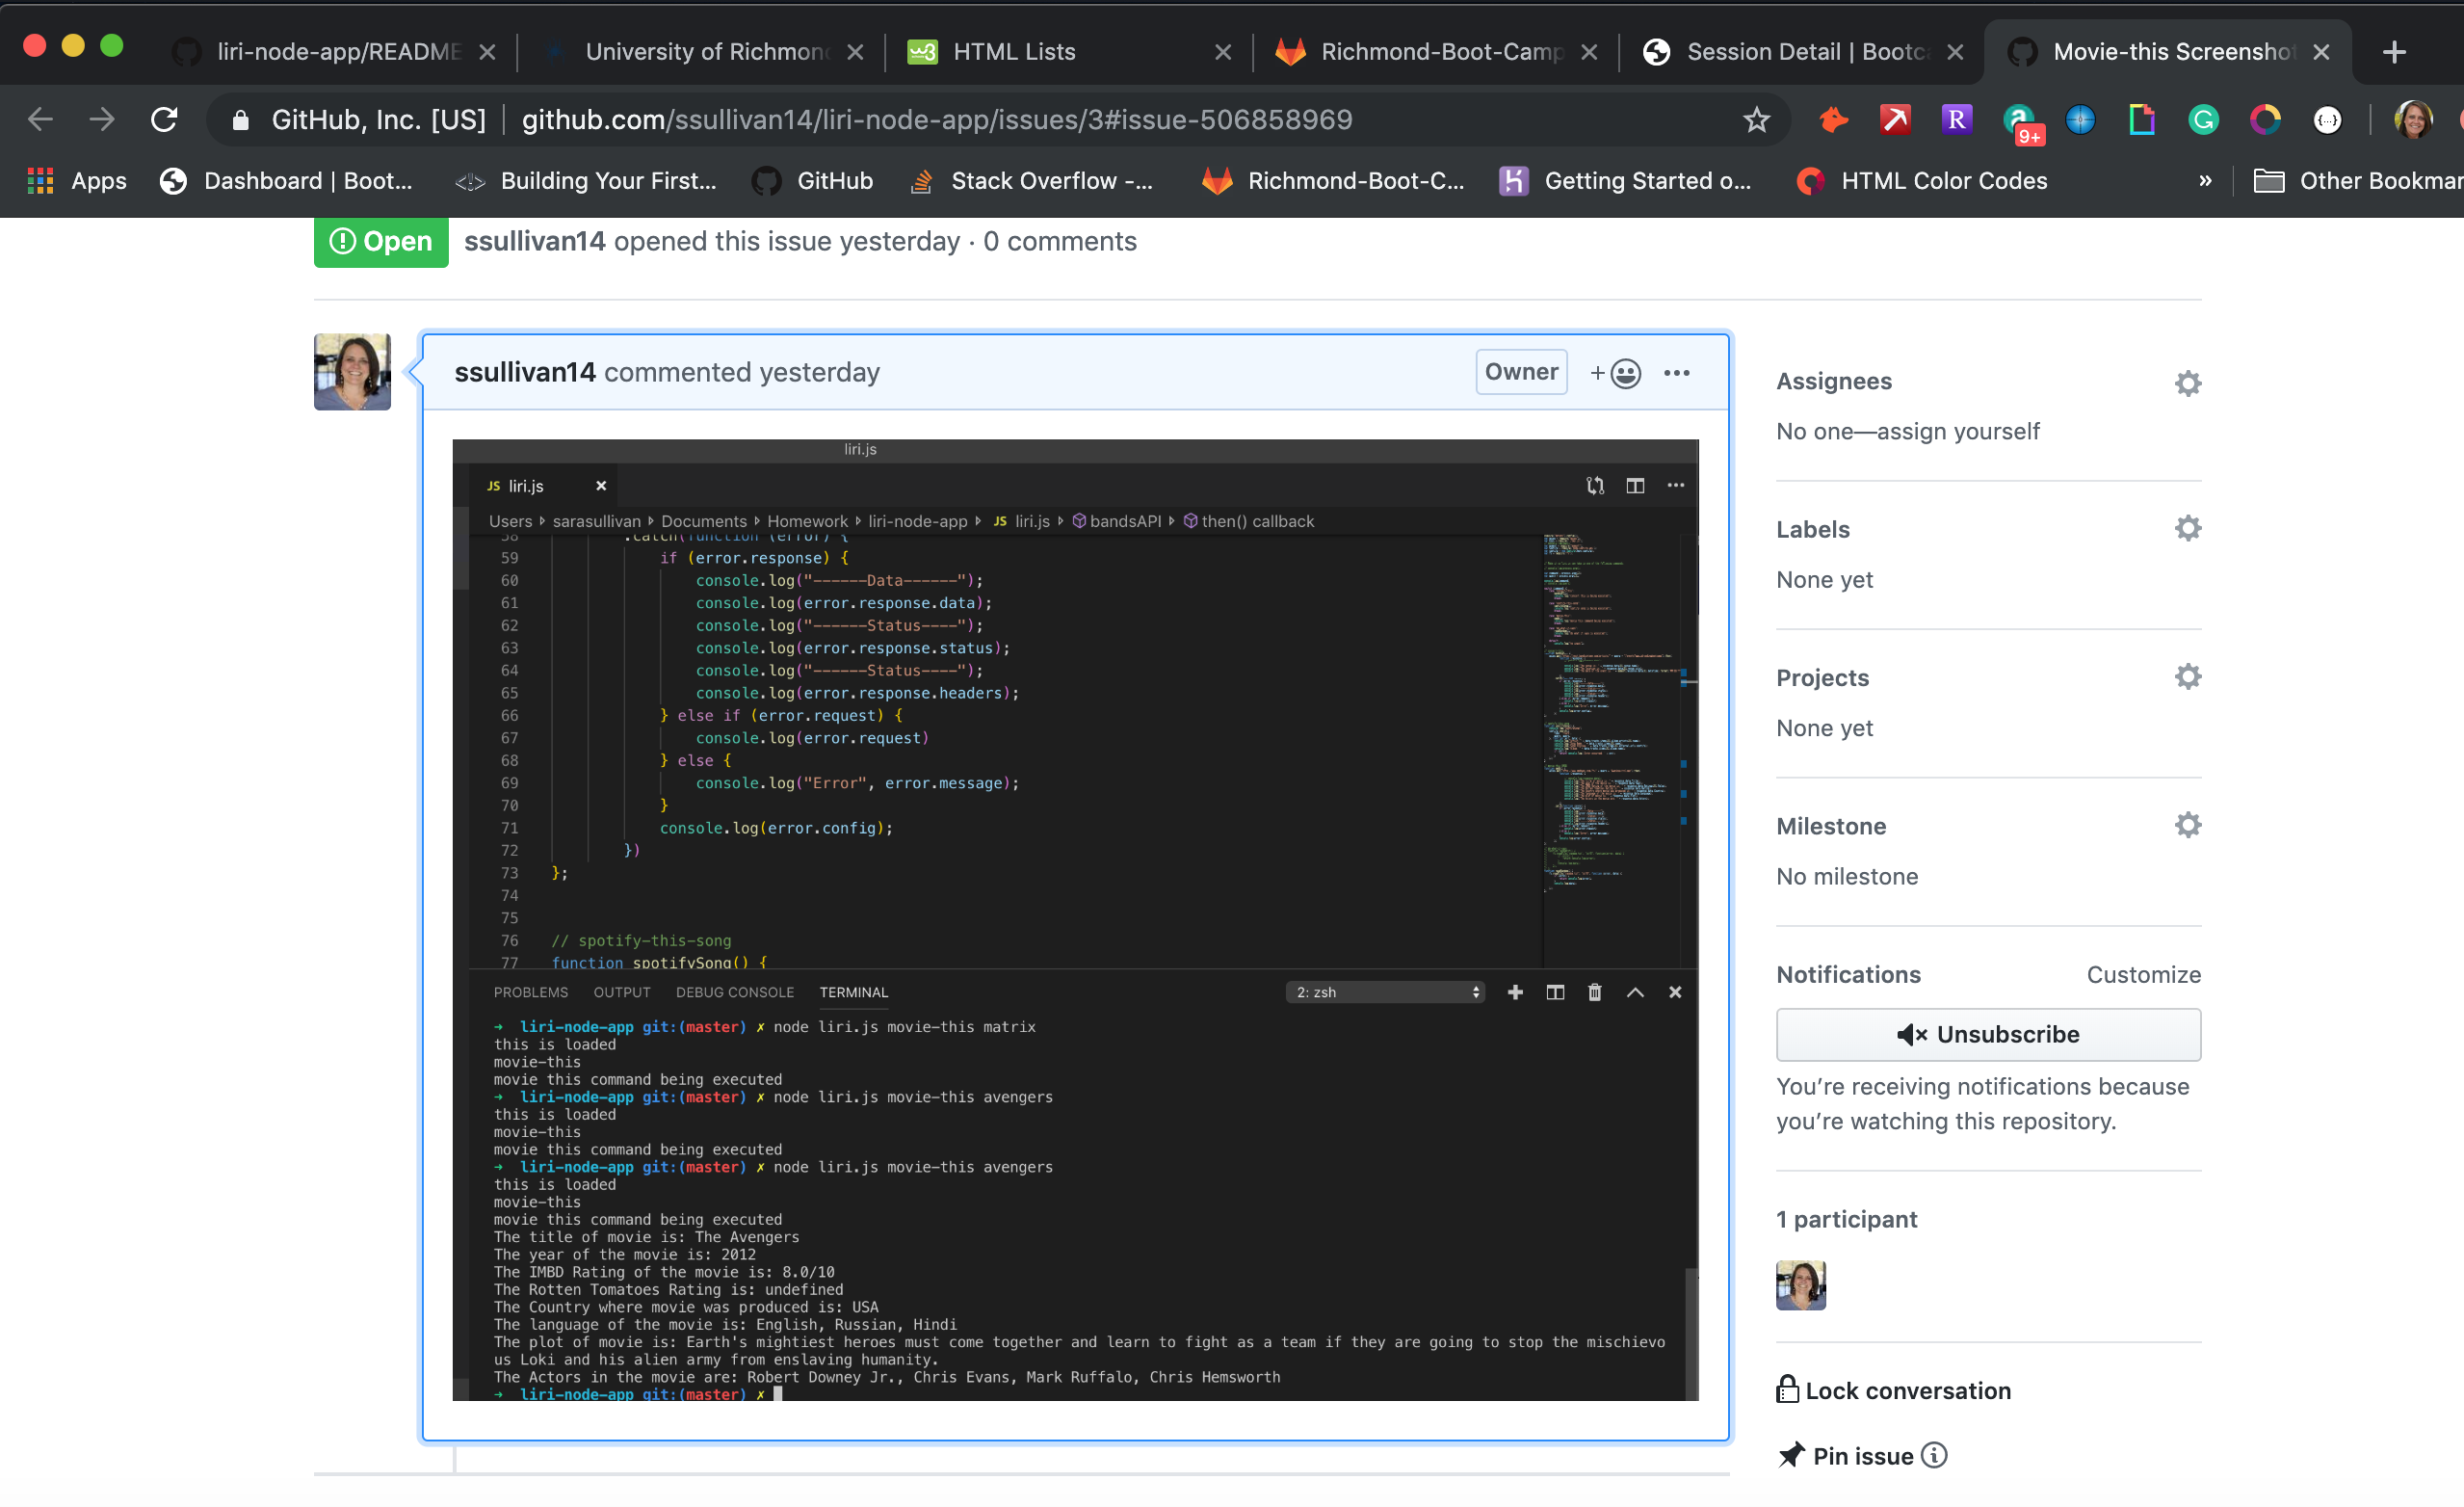 liri-node-app/README
University of Richmon
HTML Lists
Richmond-Boot-Camp
Session Detail | Bootc
Movie-this Screensho
GitHub, Inc. [US] github.com/ssullivan14/liri-node-app/issues/3#issue-506858969
R
9+
Apps
Dashboard | Boot...
Building Your First...
GitHub
Stack Overflow -...
Richmond-Boot-C...
Getting Started o...
HTML Color Codes
»
Other Bookmar
Open ssullivan14 opened this issue yesterday · 0 comments
ssullivan14 commented yesterday
Owner
liri.js
JS liri.js
Users sarasullivan Documents Homework liri-node-app JS liri.js bandsAPI then() callback
58 .catch(function (error) {
59 if (error.response) {
60 console.log("------Data------");
61 console.log(error.response.data);
62 console.log("------Status----");
63 console.log(error.response.status);
64 console.log("------Status----");
65 console.log(error.response.headers);
66 } else if (error.request) {
67 console.log(error.request)
68 } else {
69 console.log("Error", error.message);
70 }
71 console.log(error.config);
72 })
73 };
74
75
76 // spotify-this-song
77 function spotifySong() {
PROBLEMS OUTPUT DEBUG CONSOLE TERMINAL 2: zsh
→ liri-node-app git:(master) ✗ node liri.js movie-this matrix
this is loaded
movie-this
movie this command being executed
→ liri-node-app git:(master) ✗ node liri.js movie-this avengers
this is loaded
movie-this
movie this command being executed
→ liri-node-app git:(master) ✗ node liri.js movie-this avengers
this is loaded
movie-this
movie this command being executed
The title of movie is: The Avengers
The year of the movie is: 2012
The IMBD Rating of the movie is: 8.0/10
The Rotten Tomatoes Rating is: undefined
The Country where movie was produced is: USA
The language of the movie is: English, Russian, Hindi
The plot of movie is: Earth's mightiest heroes must come together and learn to fight as a team if they are going to stop the mischievo
us Loki and his alien army from enslaving humanity.
The Actors in the movie are: Robert Downey Jr., Chris Evans, Mark Ruffalo, Chris Hemsworth
→ liri-node-app git:(master) ✗
Assignees
No one—assign yourself
Labels
None yet
Projects
None yet
Milestone
No milestone
Notifications Customize
Unsubscribe
You're receiving notifications because
you're watching this repository.
1 participant
Lock conversation
Pin issue